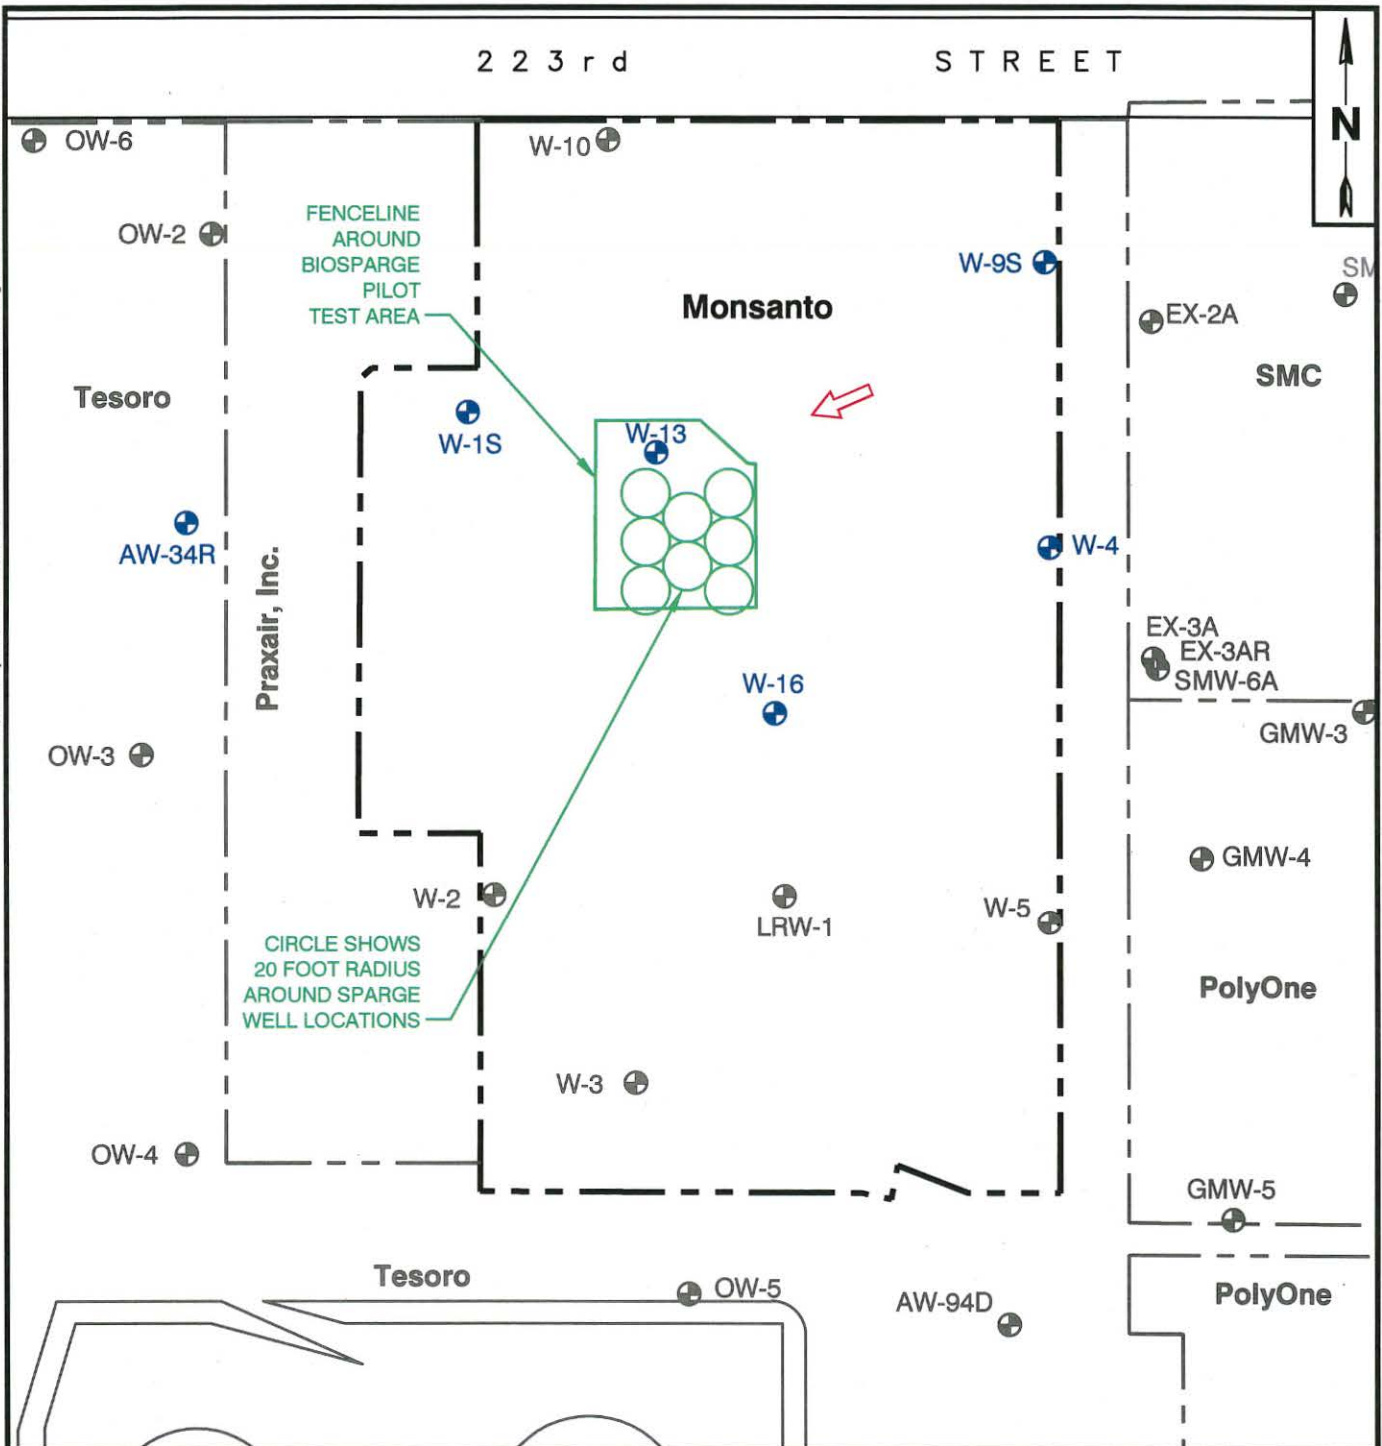 223rd STREET
N
OW-6
W-10
OW-2
FENCELINE
AROUND
BIOSPARGE
PILOT
TEST AREA
W-9S
SM
Monsanto
EX-2A
SMC
Tesoro
W-1S
W-13
AW-34R
W-4
Praxair, Inc.
EX-3A
EX-3AR
SMW-6A
W-16
GMW-3
OW-3
GMW-4
W-2
LRW-1
W-5
CIRCLE SHOWS
20 FOOT RADIUS
AROUND SPARGE
WELL LOCATIONS
PolyOne
W-3
OW-4
GMW-5
Tesoro
OW-5
AW-94D
PolyOne